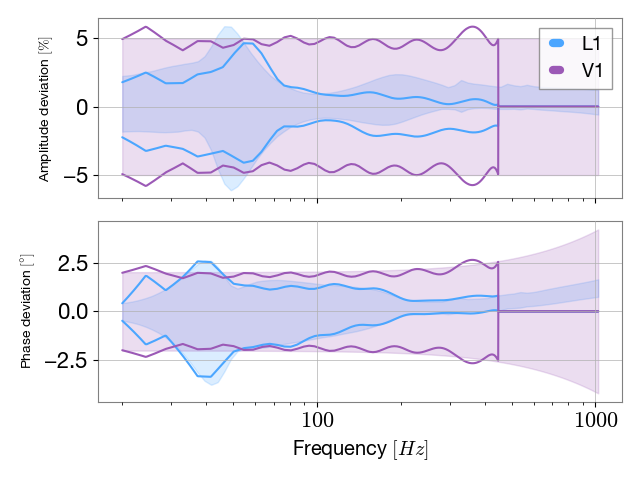 Amplitude deviation [%]
5
0
−5
L1
V1
Phase deviation [°]
2.5
0.0
−2.5
100
1000
Frequency [Hz]